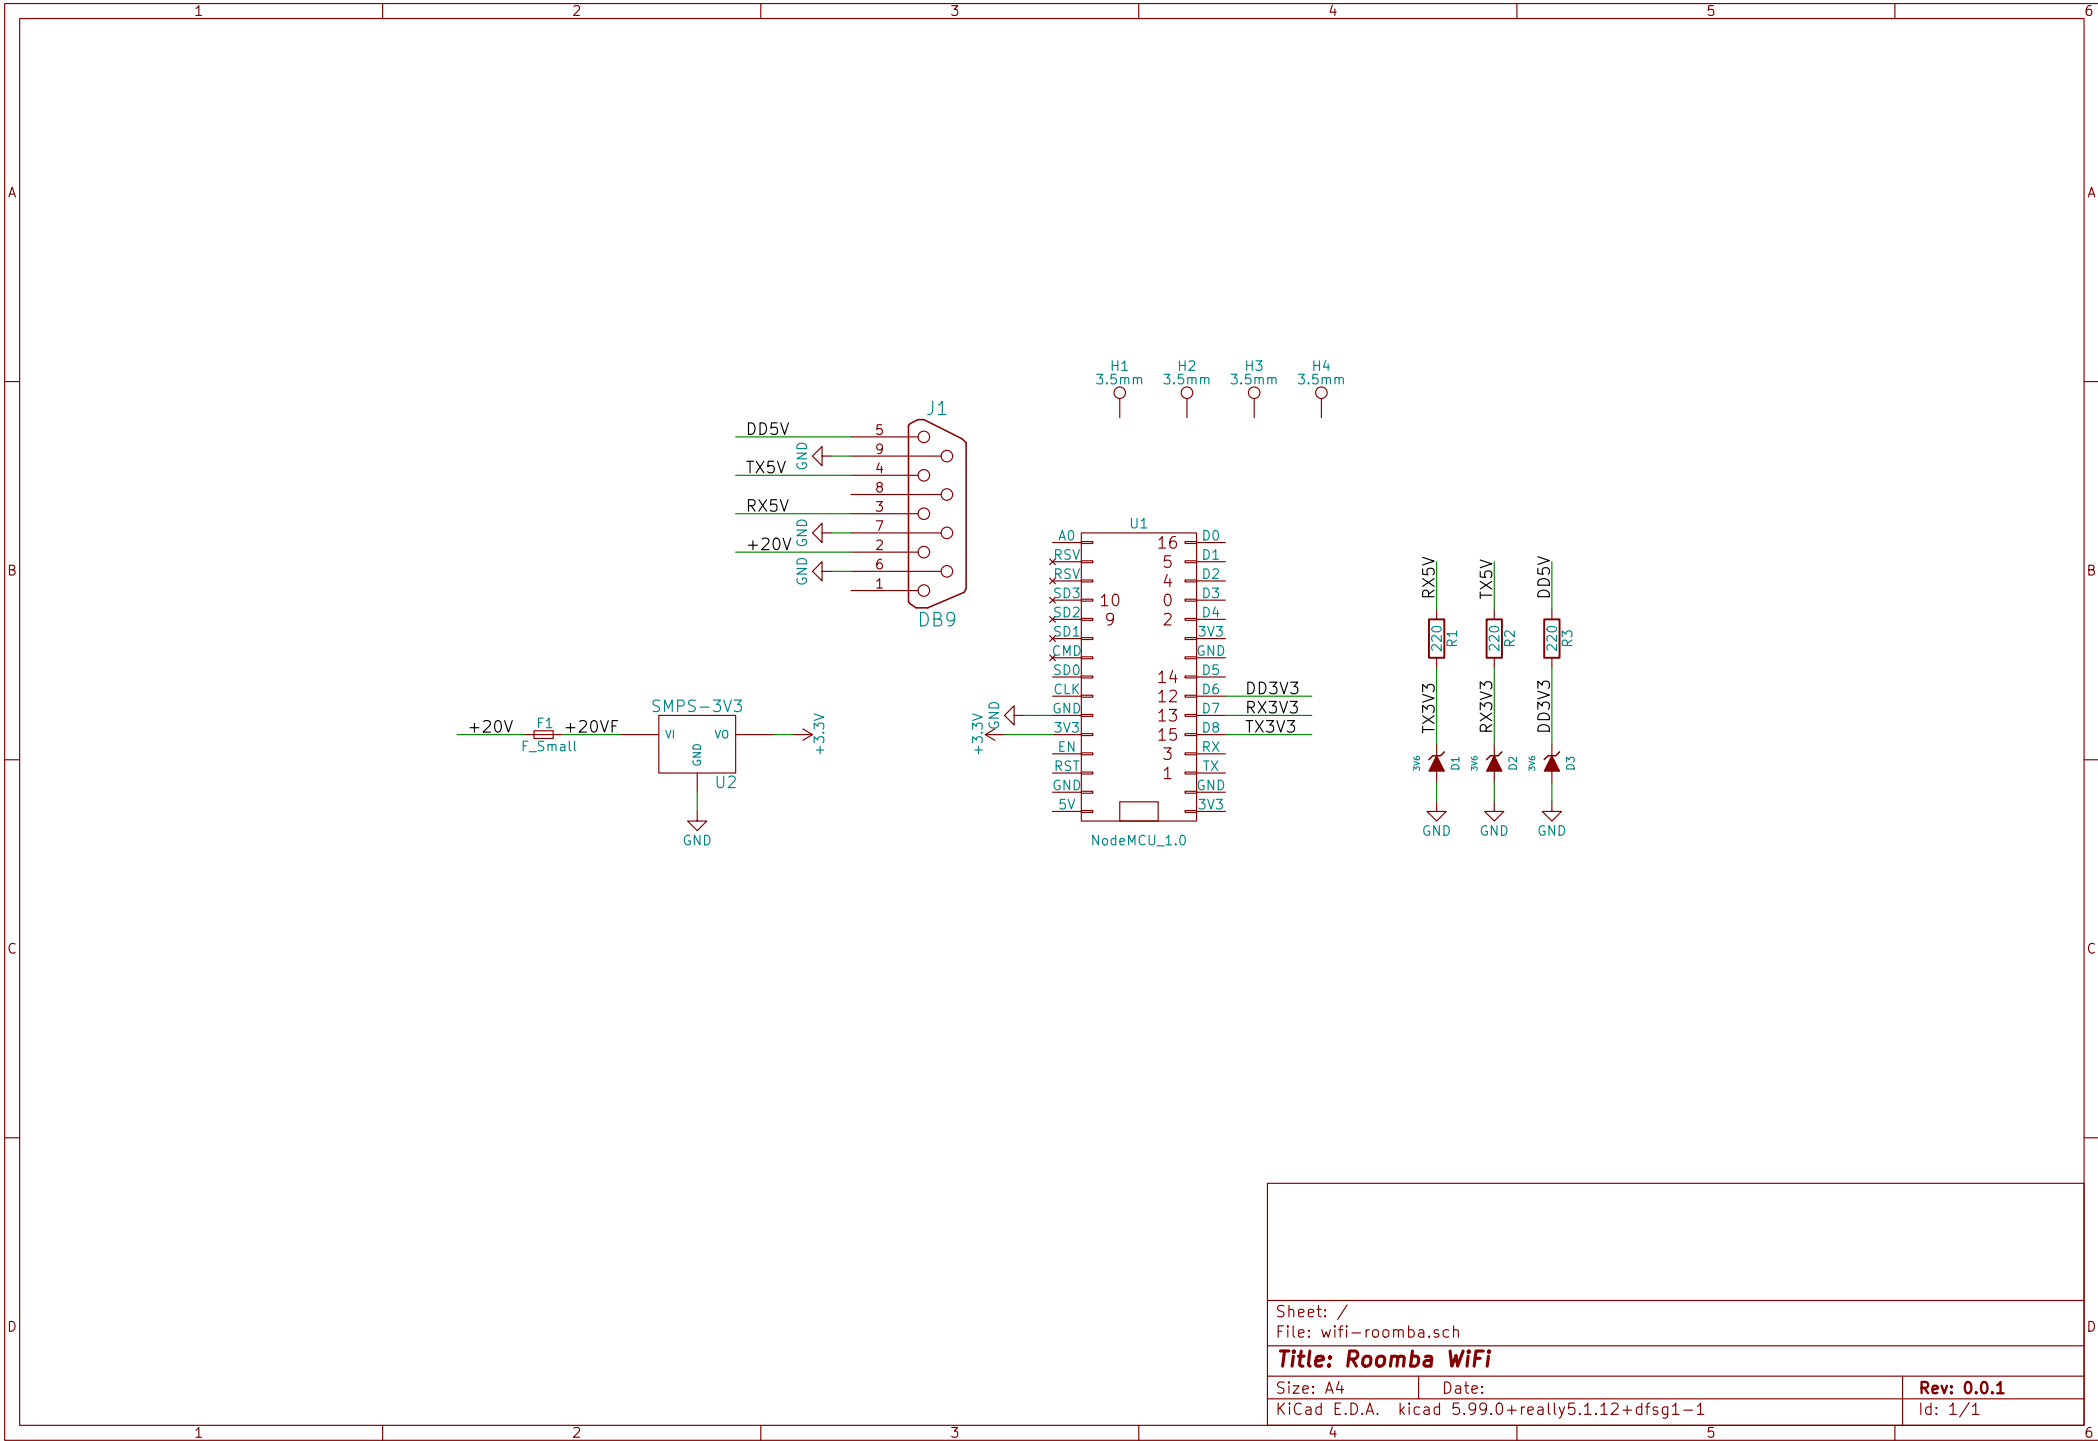 1 2 3 4 5 6
A A
B B
C C
D D
H1 H2 H3 H4
3.5mm 3.5mm 3.5mm 3.5mm
J1
DD5V 5
GND 9
TX5V 4
8
RX5V 3
GND 7
+20V 2
GND 6
1
DB9
U1
A0 16 D0
RSV 5 D1
RSV 4 D2
SD3 10 0 D3
SD2 9 2 D4
SD1 3V3
CMD GND
SD0 14 D5
CLK 12 D6 DD3V3
GND GND 13 D7 RX3V3
+3.3V 3V3 15 D8 TX3V3
EN 3 RX
RST 1 TX
GND GND
5V 3V3
NodeMCU_1.0
RX5V TX5V DD5V
220 R1 220 R2 220 R3
TX3V3 RX3V3 DD3V3
3V6 D1 3V6 D2 3V6 D3
GND GND GND
SMPS-3V3
+20V F1 +20VF
F_Small
VI VO
GND
+3.3V
U2
GND
Sheet: /
File: wifi-roomba.sch
Title: Roomba WiFi
Size: A4 Date: Rev: 0.0.1
KiCad E.D.A. kicad 5.99.0+really5.1.12+dfsg1-1 Id: 1/1
1 2 3 4 5 6